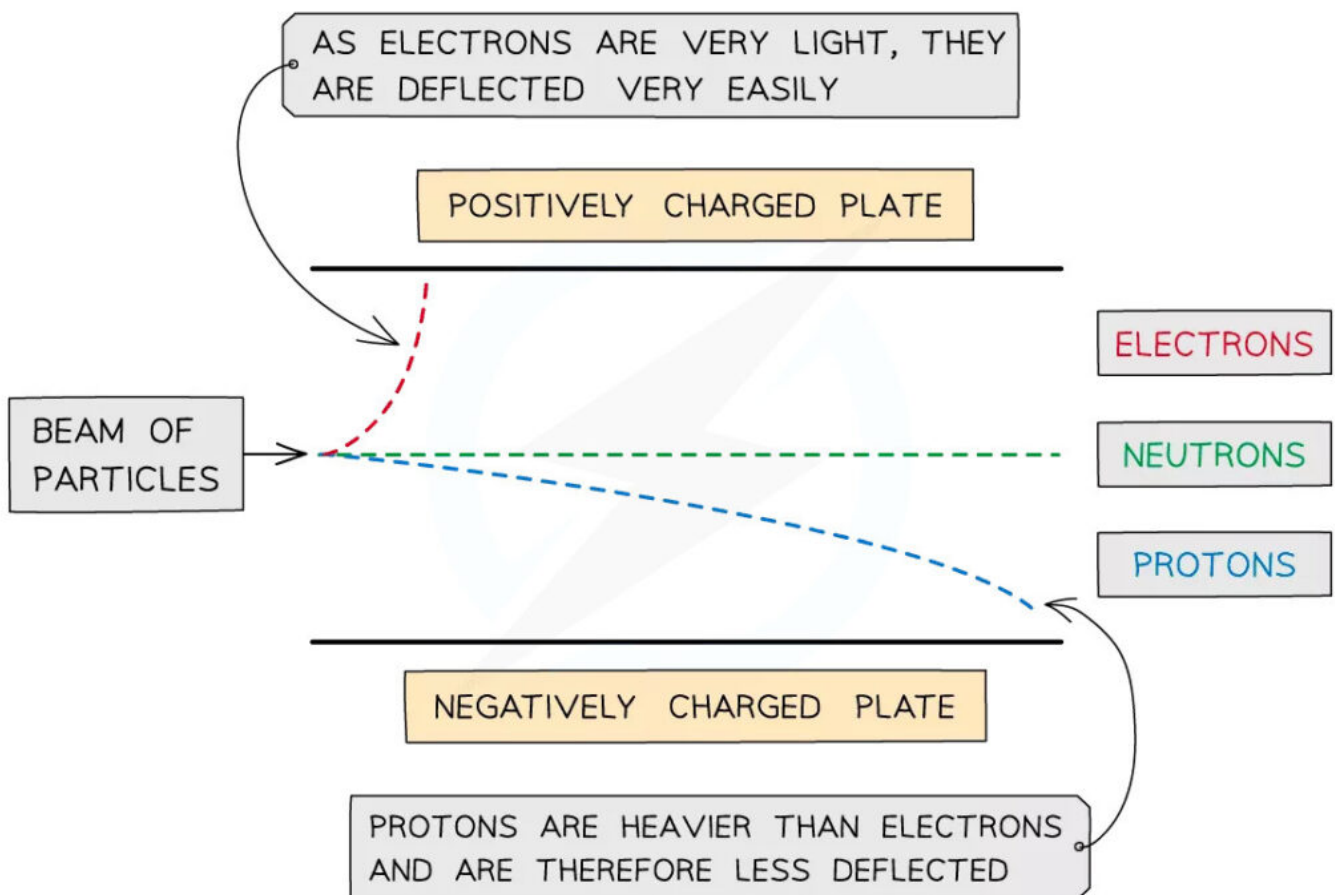 AS ELECTRONS ARE VERY LIGHT, THEY
ARE DEFLECTED VERY EASILY
POSITIVELY CHARGED PLATE
ELECTRONS
BEAM OF
PARTICLES
NEUTRONS
PROTONS
NEGATIVELY CHARGED PLATE
PROTONS ARE HEAVIER THAN ELECTRONS
AND ARE THEREFORE LESS DEFLECTED